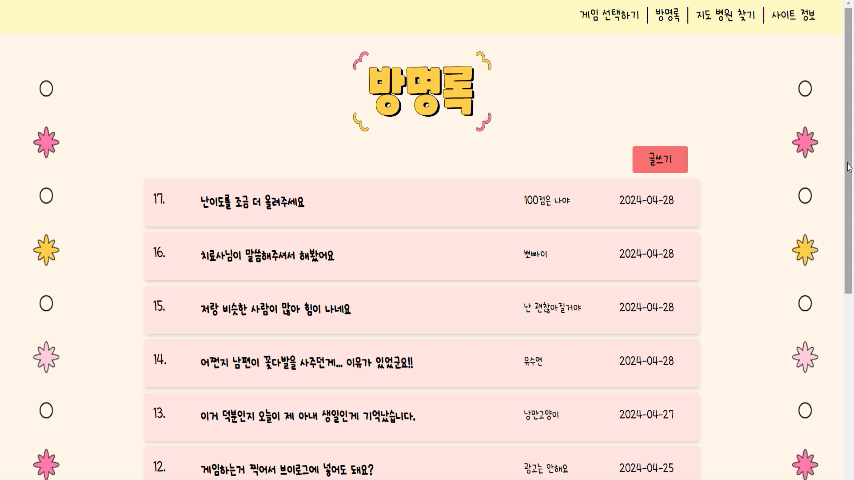 게임 선택하기 방명록 지도 병원 찾기 사이트 정보
방명록
글쓰기
17. 난이도를 조금 더 올려주세요 100점은 나야 2024-04-28
16. 치료사님이 말씀해주셔서 해봤어요 뽀빠이 2024-04-28
15. 저랑 비슷한 사람이 많아 힘이 나네요 난 괜찮아질거야 2024-04-28
14. 어쩐지 남편이 꽃다발을 사주던게... 이유가 있었군요!! 유수연 2024-04-28
13. 이거 덕분인지 오늘이 제 아내 생일인게 기억났습니다. 낭만고양이 2024-04-27
12. 게임하는거 찍어서 브이로그에 넣어도 돼요? 광고는 안해요 2024-04-25